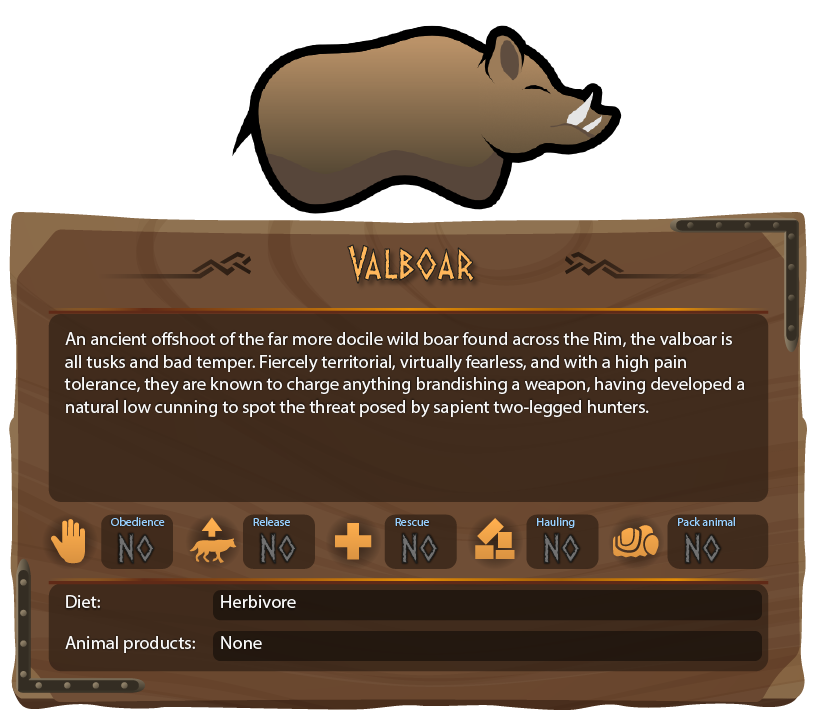 VALBOAR
An ancient offshoot of the far more docile wild boar found across the Rim, the valboar is
all tusks and bad temper. Fiercely territorial, virtually fearless, and with a high pain
tolerance, they are known to charge anything brandishing a weapon, having developed a
natural low cunning to spot the threat posed by sapient two-legged hunters.
Obedience Release Rescue Hauling Pack animal
NO NO NO NO NO
Diet: Herbivore
Animal products: None